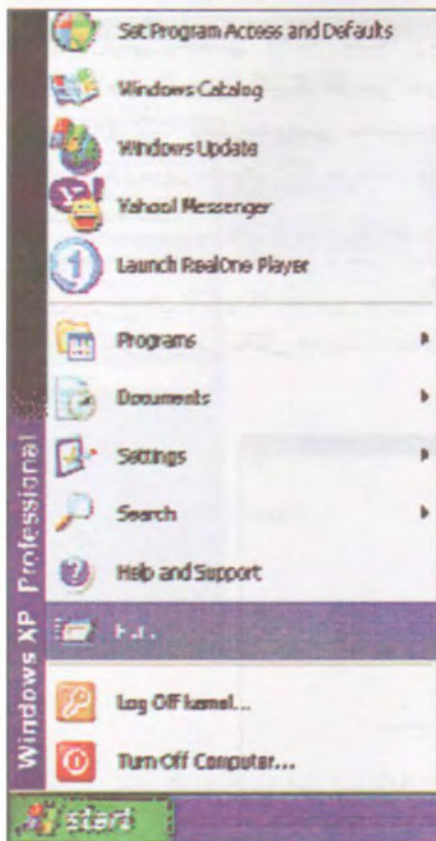 Set Program Access and Defaults
Windows Catalog
Windows Update
Yahoo! Messenger
Launch RealOne Player
Programs
Documents
Settings
Search
Help and Support
Log Off kamel...
Turn Off Computer...
Windows XP Professional
start